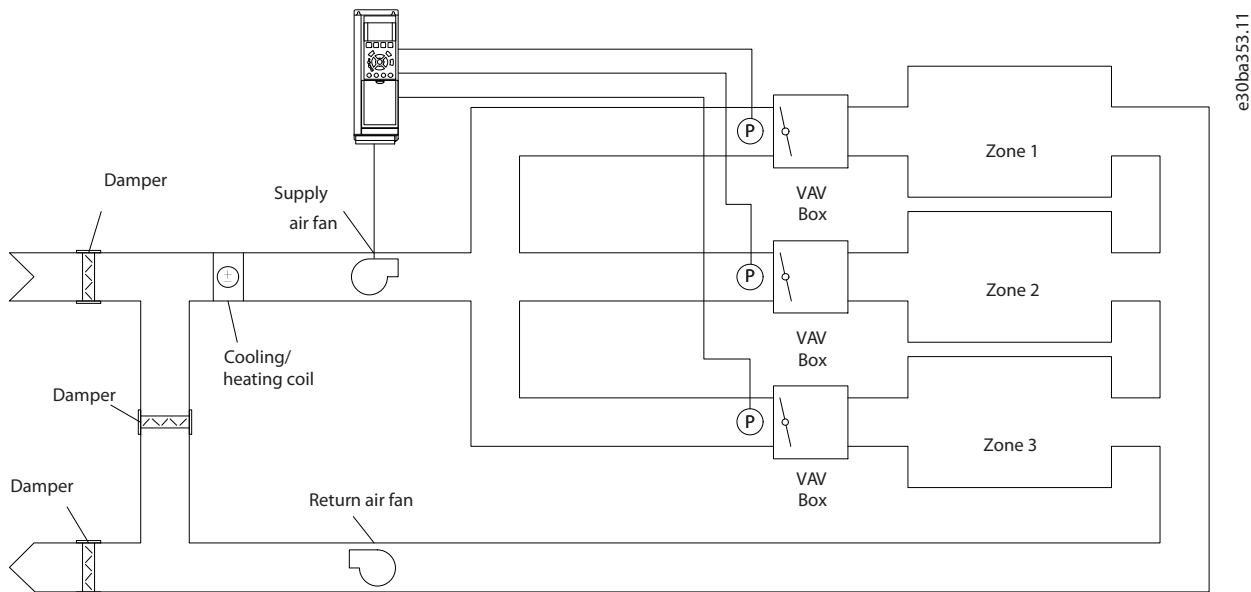 e30ba353.11
P
Zone 1
Damper
Supply
air fan
VAV
Box
P
Zone 2
Cooling/
heating coil
VAV
Box
Damper
P
Zone 3
Damper
VAV
Box
Return air fan